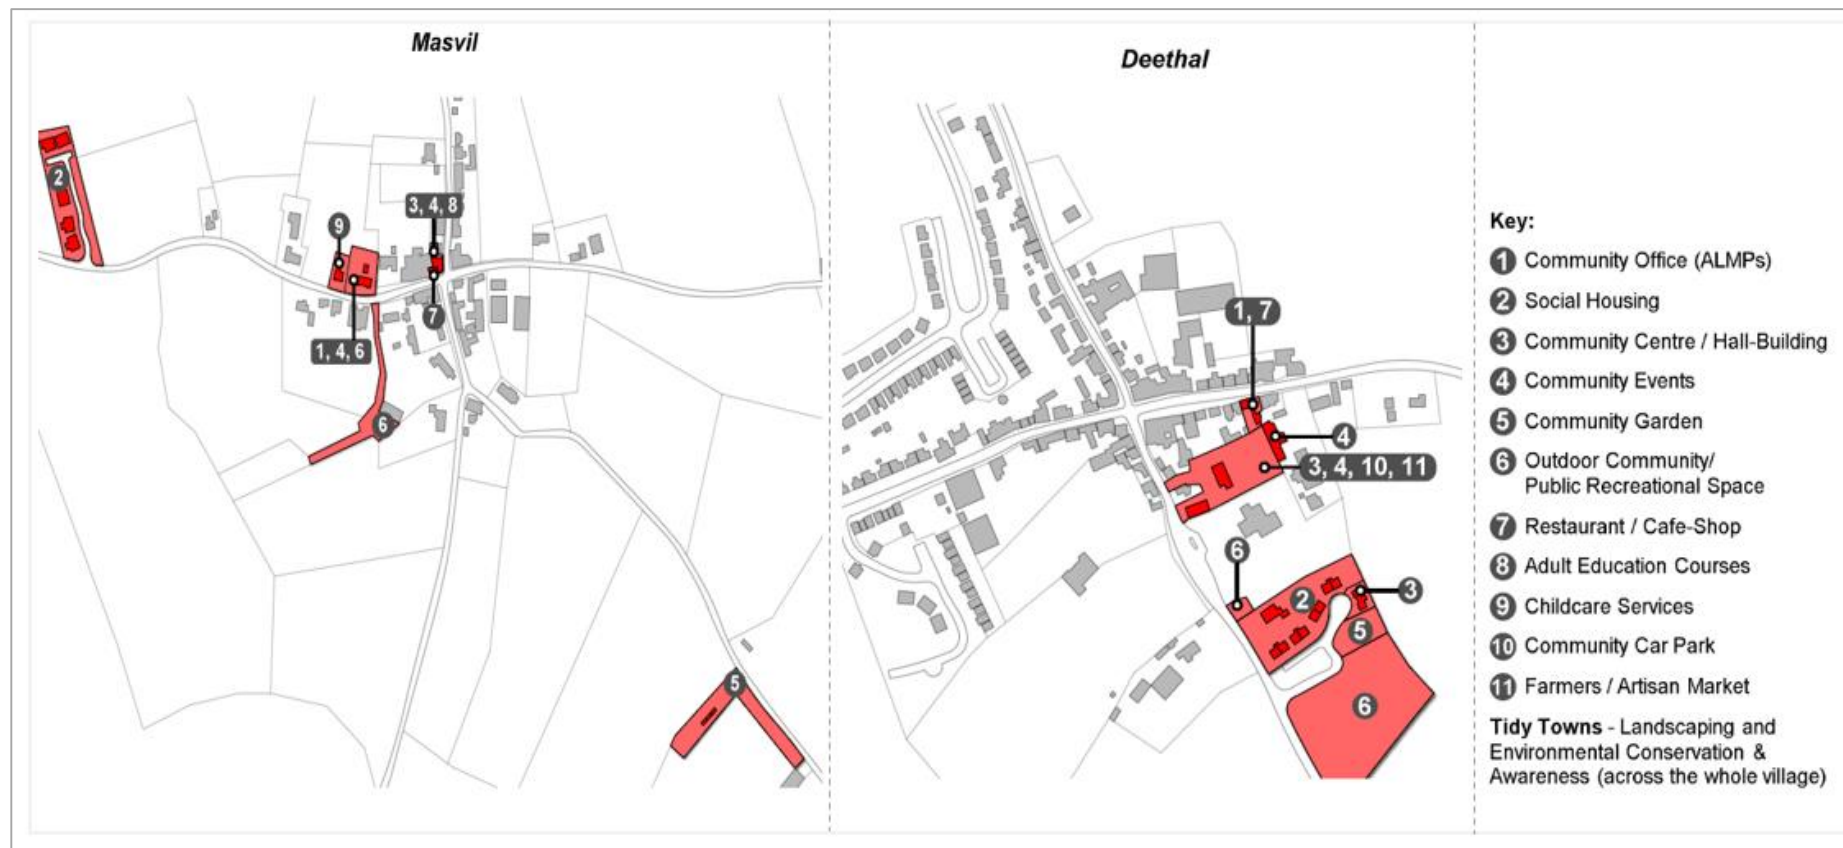 Masvil
2
9
3, 4, 8
7
1, 4, 6
6
5
Deethal
1, 7
4
3, 4, 10, 11
6
2
3
5
6
Key:
1 Community Office (ALMPs)
2 Social Housing
3 Community Centre / Hall-Building
4 Community Events
5 Community Garden
6 Outdoor Community/
Public Recreational Space
7 Restaurant / Cafe-Shop
8 Adult Education Courses
9 Childcare Services
10 Community Car Park
11 Farmers / Artisan Market
Tidy Towns - Landscaping and
Environmental Conservation &
Awareness (across the whole village)